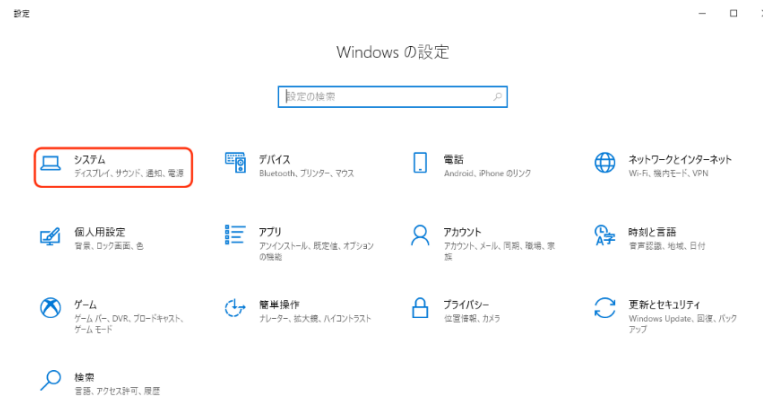 設定
Windows の設定
設定の検索
システム
ディスプレイ、サウンド、通知、電源
デバイス
Bluetooth、プリンター、マウス
電話
Android、iPhone のリンク
ネットワークとインターネット
Wi-Fi、機内モード、VPN
個人用設定
背景、ロック画面、色
アプリ
アンインストール、既定値、オプション
の機能
アカウント
アカウント、メール、同期、職場、家
族
時刻と言語
音声認識、地域、日付
ゲーム
ゲーム バー、DVR、ブロードキャスト、
ゲーム モード
簡単操作
ナレーター、拡大鏡、ハイコントラスト
プライバシー
位置情報、カメラ
更新とセキュリティ
Windows Update、回復、バック
アップ
検索
言語、アクセス許可、履歴